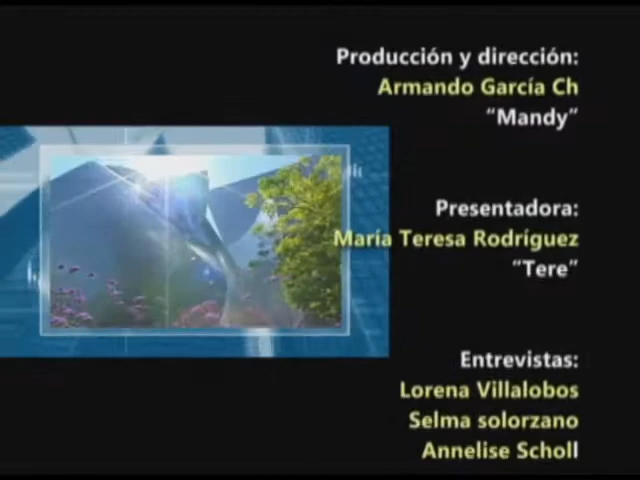 Producción y dirección:
Armando García Ch
“Mandy”
Presentadora:
María Teresa Rodríguez
“Tere”
Entrevistas:
Lorena Villalobos
Selma solorzano
Annelise Scholl